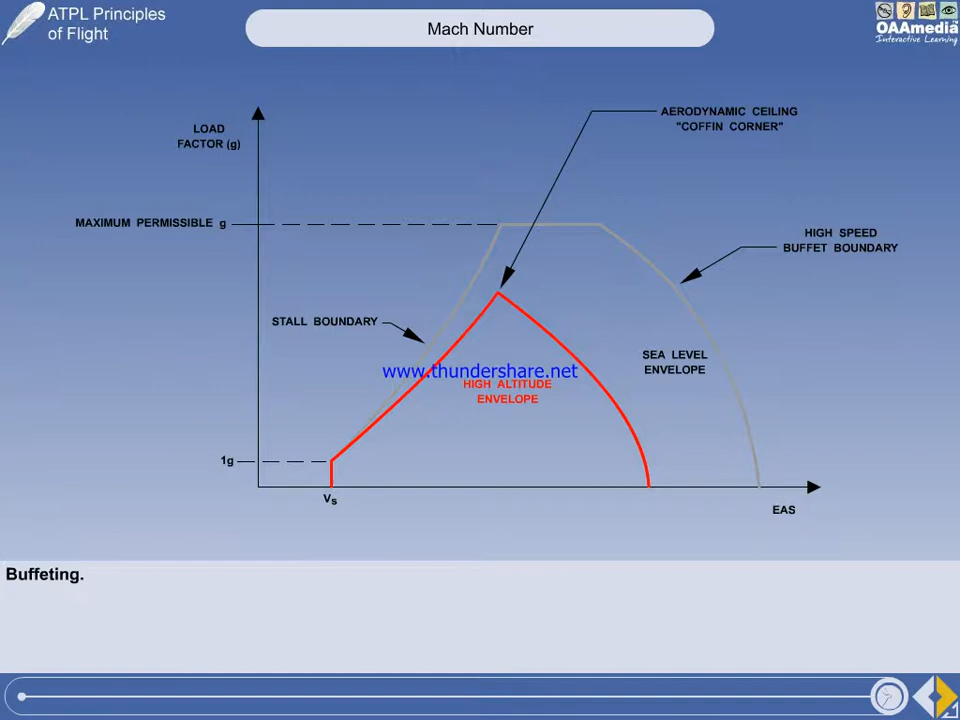 ATPL Principles
of Flight
Mach Number
OAAmedia
Interactive Learning
LOAD
FACTOR (g)
AERODYNAMIC CEILING
"COFFIN CORNER"
MAXIMUM PERMISSIBLE g
HIGH SPEED
BUFFET BOUNDARY
STALL BOUNDARY
SEA LEVEL
ENVELOPE
www.thundershare.net
HIGH ALTITUDE
ENVELOPE
1g
Vs
EAS
Buffeting.